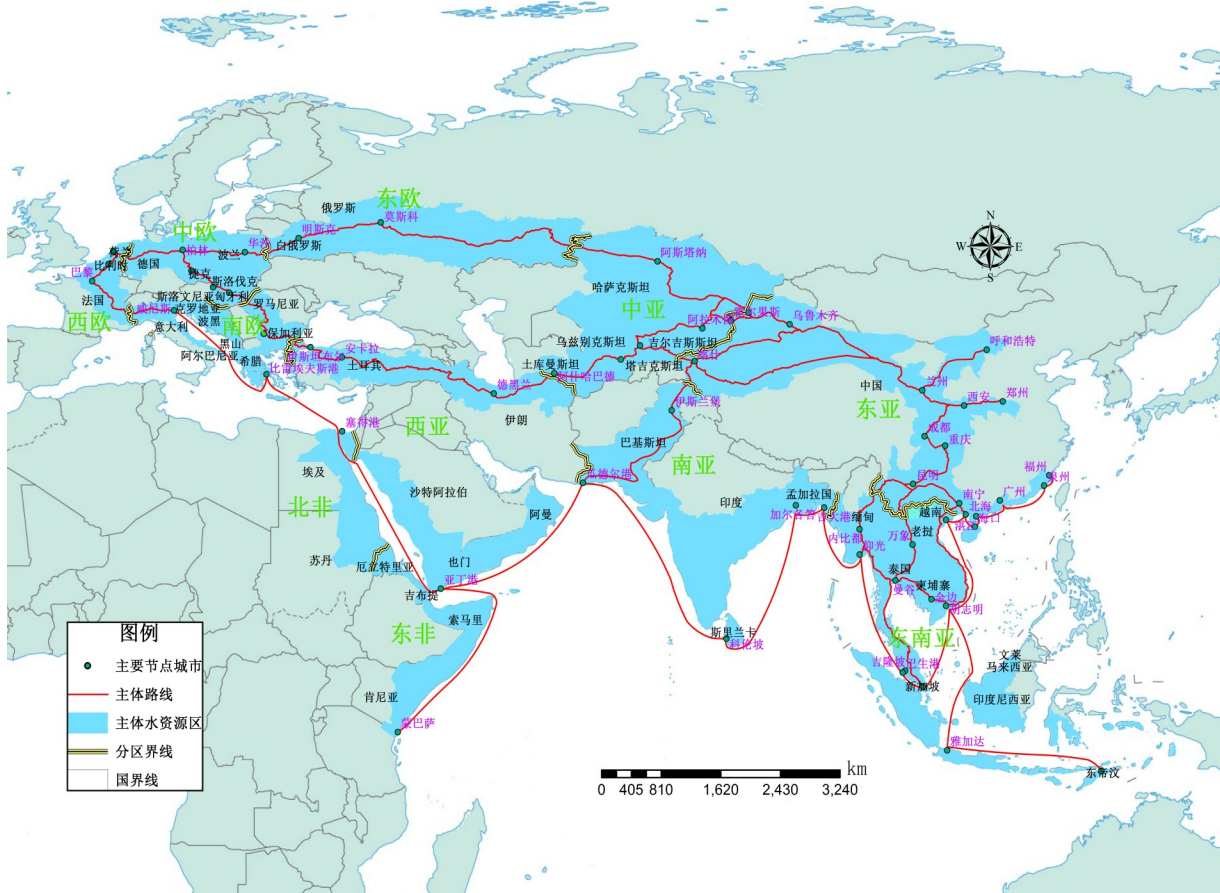 东欧
俄罗斯
莫斯科
明斯克
白俄罗斯
中欧
柏林
华沙
波兰
荷兰
比利时
德国
巴黎
捷克
斯洛伐克
法国
斯洛文尼亚
匈牙利
罗马尼亚
威尼斯
克罗地亚
西欧
意大利
波黑
南欧
保加利亚
黑山
阿尔巴尼亚
希腊
伊斯坦布尔
安卡拉
土耳其
比雷埃夫斯港
阿斯塔纳
哈萨克斯坦
中亚
阿拉木图
霍尔果斯
乌鲁木齐
乌兹别克斯坦
吉尔吉斯斯坦
喀什
土库曼斯坦
塔吉克斯坦
阿什哈巴德
德黑兰
伊朗
伊斯兰堡
巴基斯坦
呼和浩特
中国
兰州
东亚
西安
郑州
成都
重庆
昆明
福州
泉州
广州
南宁
北海
海口
湛江
塞得港
西亚
埃及
北非
沙特阿拉伯
阿曼
瓜德尔港
南亚
印度
孟加拉国
加尔各答
吉大港
缅甸
内比都
仰光
越南
老挝
万象
泰国
曼谷
柬埔寨
金边
胡志明
苏丹
厄立特里亚
也门
亚丁港
吉布提
索马里
东非
肯尼亚
蒙巴萨
斯里兰卡
科伦坡
东南亚
吉隆坡
巴生港
新加坡
文莱
马来西亚
印度尼西亚
雅加达
东帝汶
N
W
E
S
图例
主要节点城市
主体路线
主体水资源区
分区界线
国界线
km
0 405 810 1,620 2,430 3,240